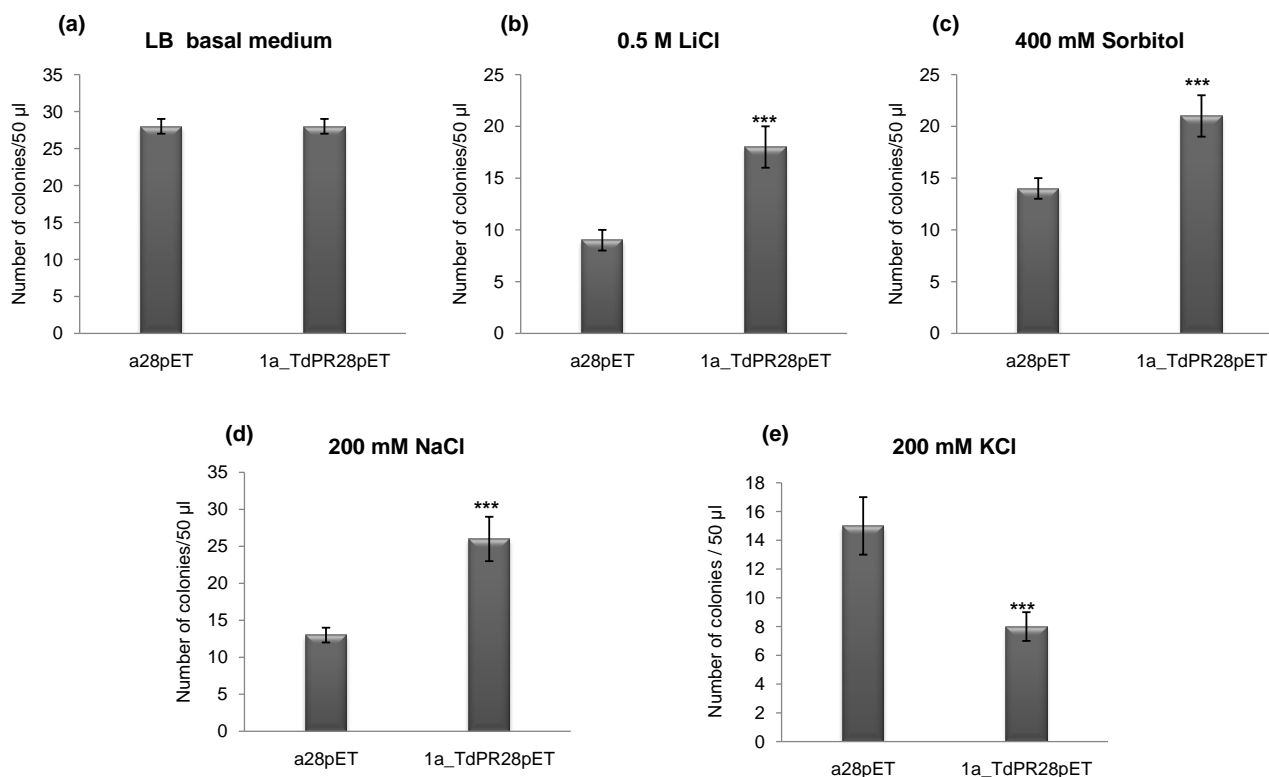 (a)
LB basal medium
Number of colonies/50 µl
35
30
25
20
15
10
5
0
a28pET 1a_TdPR28pET
(b)
0.5 M LiCl
Number of colonies/50 µl
25
20
15
10
5
0
***
a28pET 1a_TdPR28pET
(c)
400 mM Sorbitol
Number of colonies/50 µl
25
20
15
10
5
0
***
a28pET 1a_TdPR28pET
(d)
200 mM NaCl
Number of colonies/50 µl
35
30
25
20
15
10
5
0
***
a28pET 1a_TdPR28pET
(e)
200 mM KCl
Number of colonies / 50 µl
18
16
14
12
10
8
6
4
2
0
***
a28pET 1a_TdPR28pET